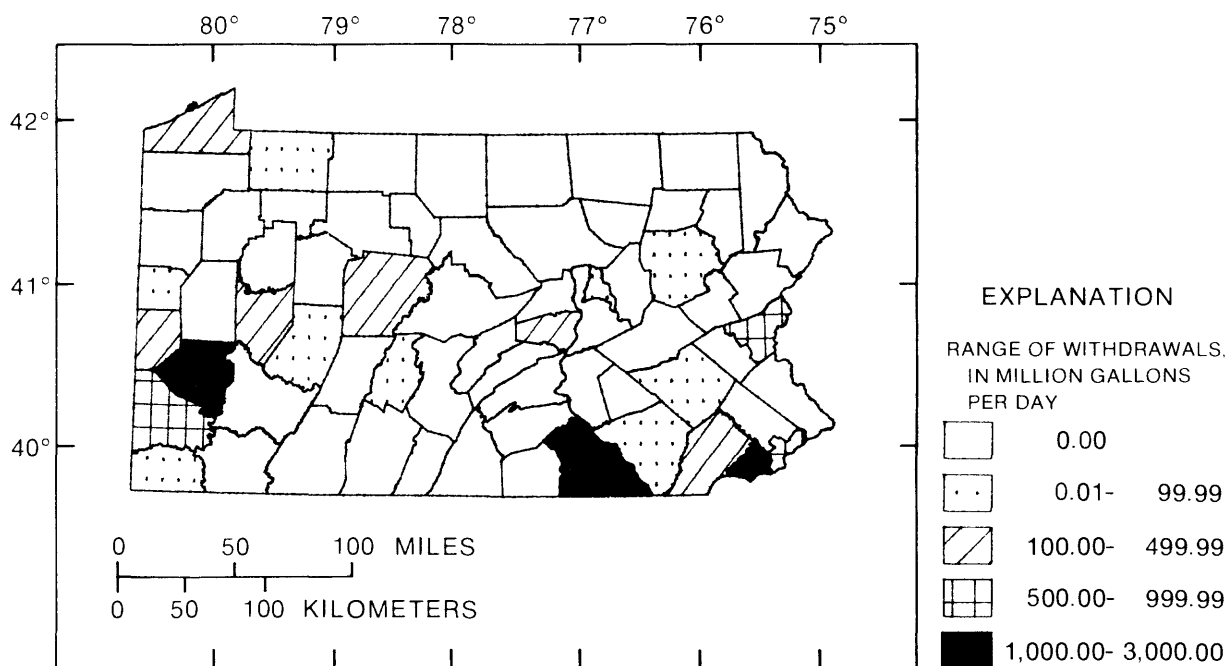 80° 79° 78° 77° 76° 75°
42°
41°
40°
0 50 100 MILES
0 50 100 KILOMETERS
EXPLANATION
RANGE OF WITHDRAWALS,
IN MILLION GALLONS
PER DAY
0.00
0.01- 99.99
100.00- 499.99
500.00- 999.99
1,000.00- 3,000.00